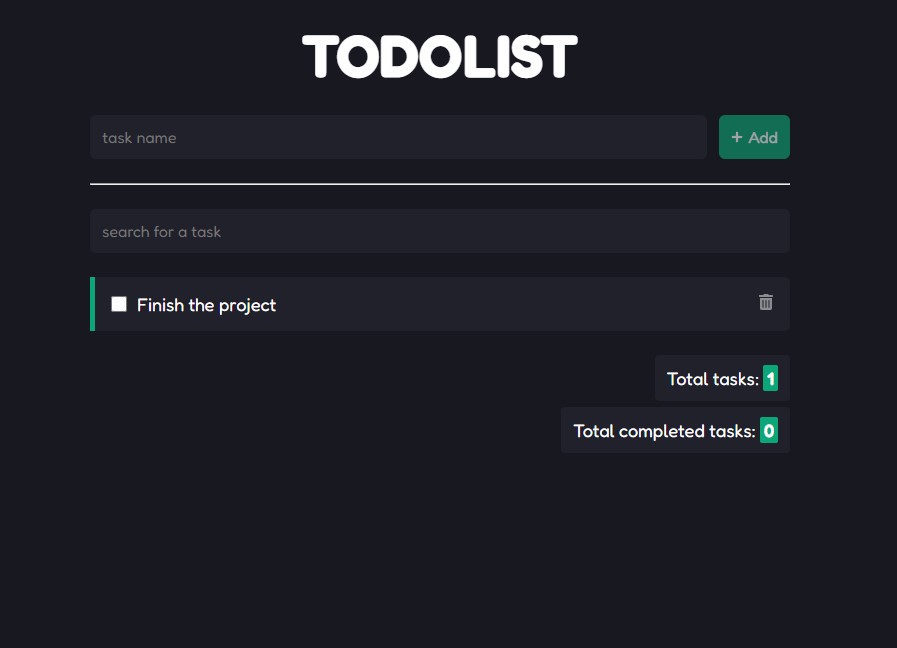 TODOLIST
task name
+ Add
search for a task
Finish the project
Total tasks: 1
Total completed tasks: 0